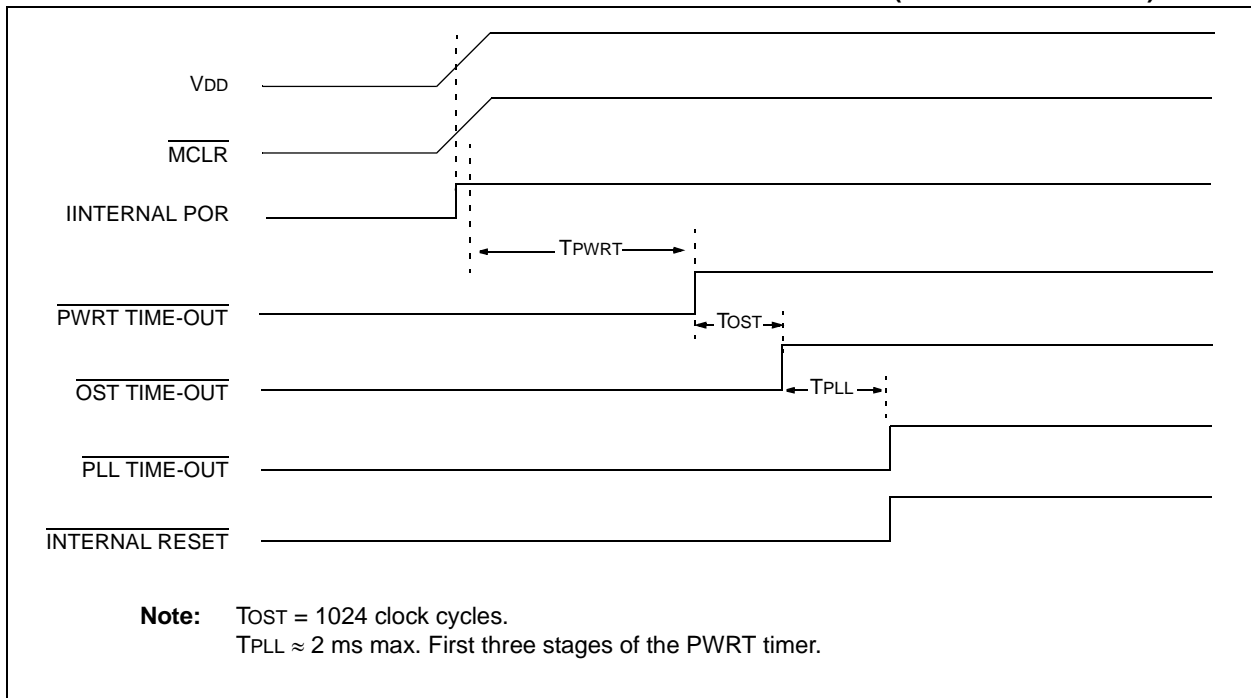 VDD
MCLR
IINTERNAL POR
TPWRT
PWRT TIME-OUT
TOST
OST TIME-OUT
TPLL
PLL TIME-OUT
INTERNAL RESET
Note: TOST = 1024 clock cycles.
TPLL ≈ 2 ms max. First three stages of the PWRT timer.